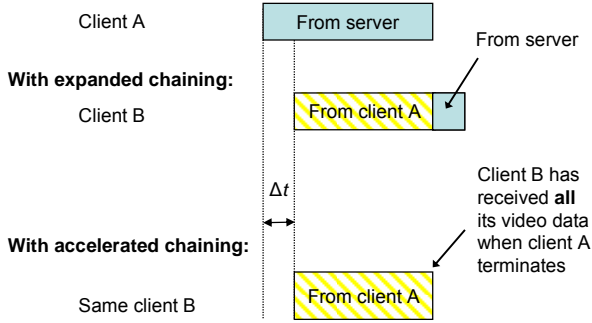 Client A
From server
From server
With expanded chaining:
Client B
From client A
Δt
Client B has
received all
its video data
when client A
terminates
With accelerated chaining:
Same client B
From client A